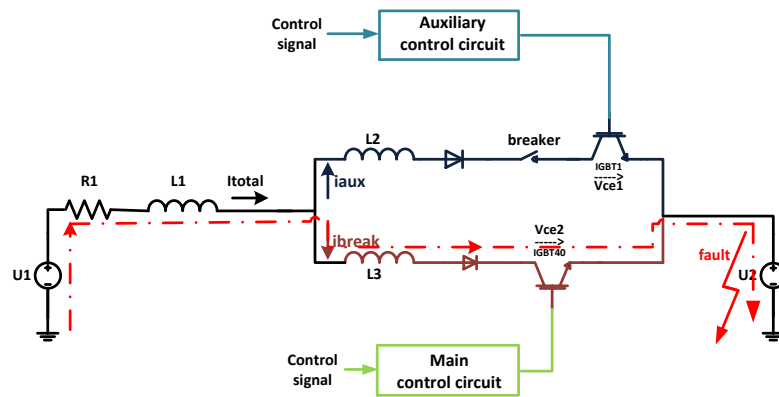 Control
signal
Auxiliary
control circuit
L2
breaker
R1
L1
Itotal
iaux
IGBT1
----->
Vce1
Vce2
----->
ibreak
IGBT40
L3
U1
fault
U2
Control
signal
Main
control circuit